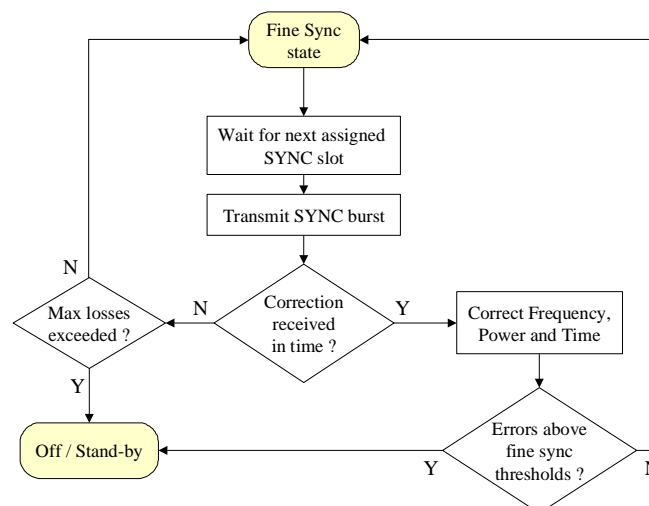 Fine Sync
state
Wait for next assigned
SYNC slot
Transmit SYNC burst
N
Max losses
exceeded ?
N
Correction
received
in time ?
Y
Correct Frequency,
Power and Time
Y
Off / Stand-by
Y
Errors above
fine sync
thresholds ?
N